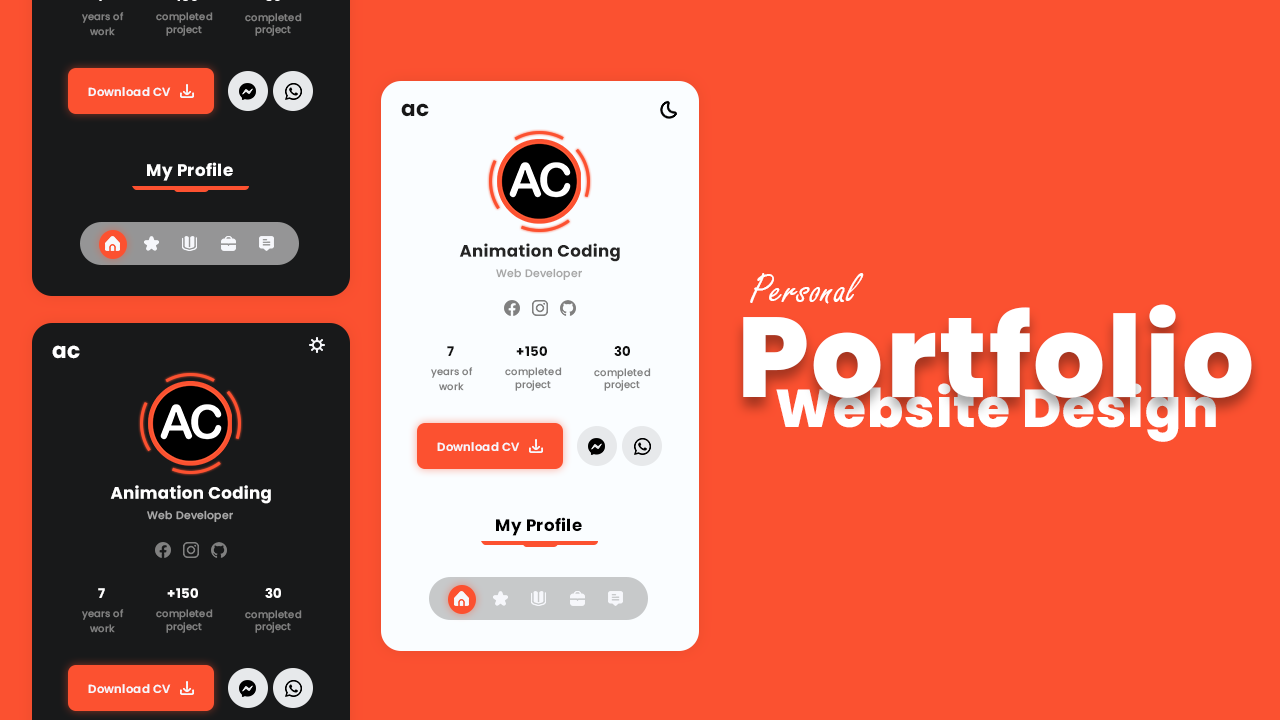 years of
work
completed
project
completed
project
Download CV
My Profile
ac
AC
Animation Coding
Web Developer
7
years of
work
+150
completed
project
30
completed
project
Download CV
ac
AC
Animation Coding
Web Developer
7
years of
work
+150
completed
project
30
completed
project
Download CV
My Profile
Personal
Portfolio
Website Design